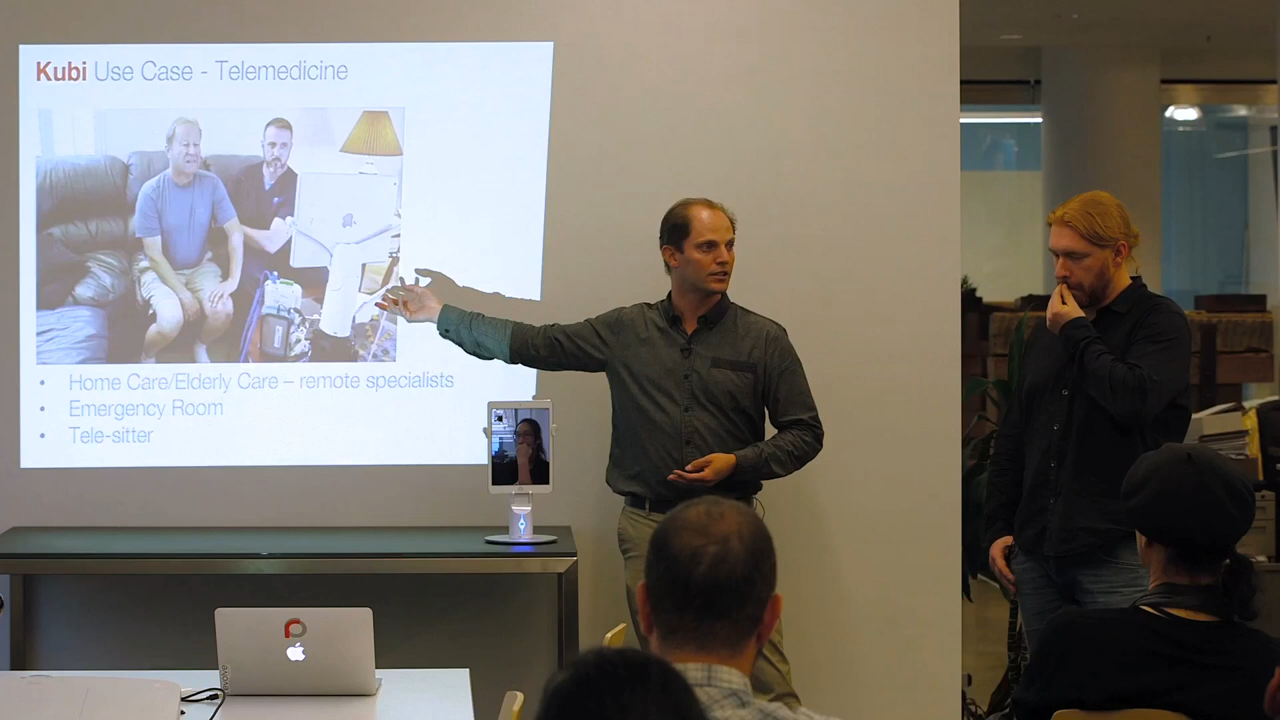 Kubi Use Case - Telemedicine
• Home Care/Elderly Care – remote specialists
• Emergency Room
• Tele-sitter